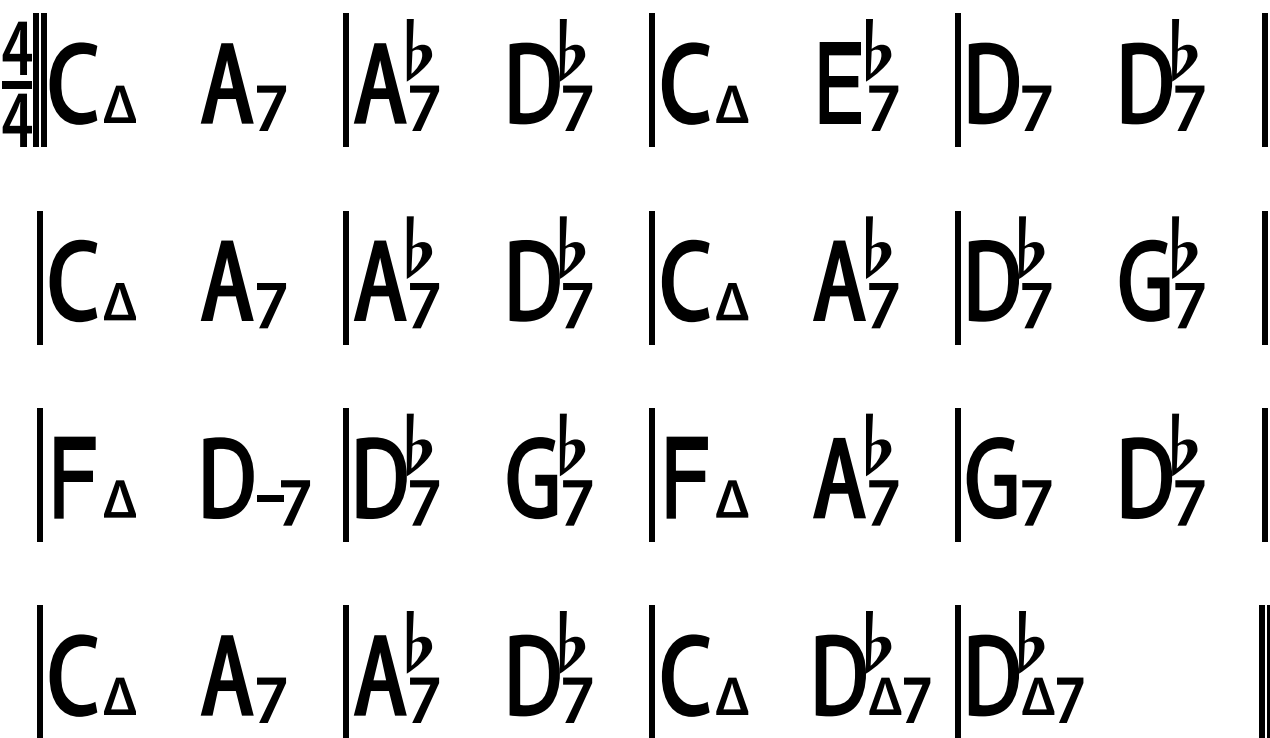 4/4 ‖ CΔ A7 | A♭7 D♭7 | CΔ E♭7 | D7 D♭7 |
| CΔ A7 | A♭7 D♭7 | CΔ A♭7 | D♭7 G♭7 |
| FΔ D–7 | D♭7 G♭7 | FΔ A♭7 | G7 D♭7 |
| CΔ A7 | A♭7 D♭7 | CΔ D♭Δ7 | D♭Δ7 ‖